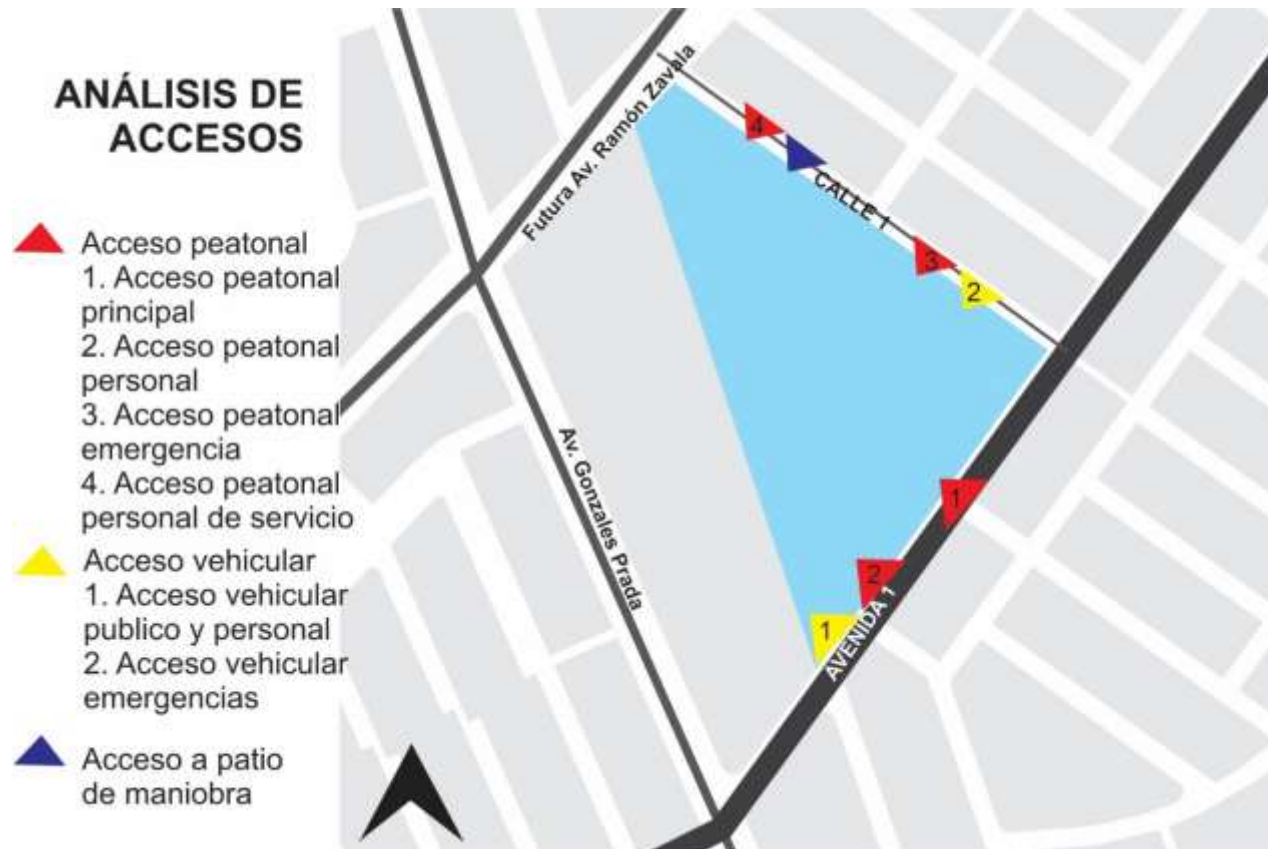 ANÁLISIS DE
ACCESOS
Acceso peatonal
1. Acceso peatonal
principal
2. Acceso peatonal
personal
3. Acceso peatonal
emergencia
4. Acceso peatonal
personal de servicio
Acceso vehicular
1. Acceso vehicular
publico y personal
2. Acceso vehicular
emergencias
Acceso a patio
de maniobra
Futura Av. Ramón Zavala
4
CALLE 1
3
2
Av. Gonzales Prada
1
2
1
AVENIDA 1